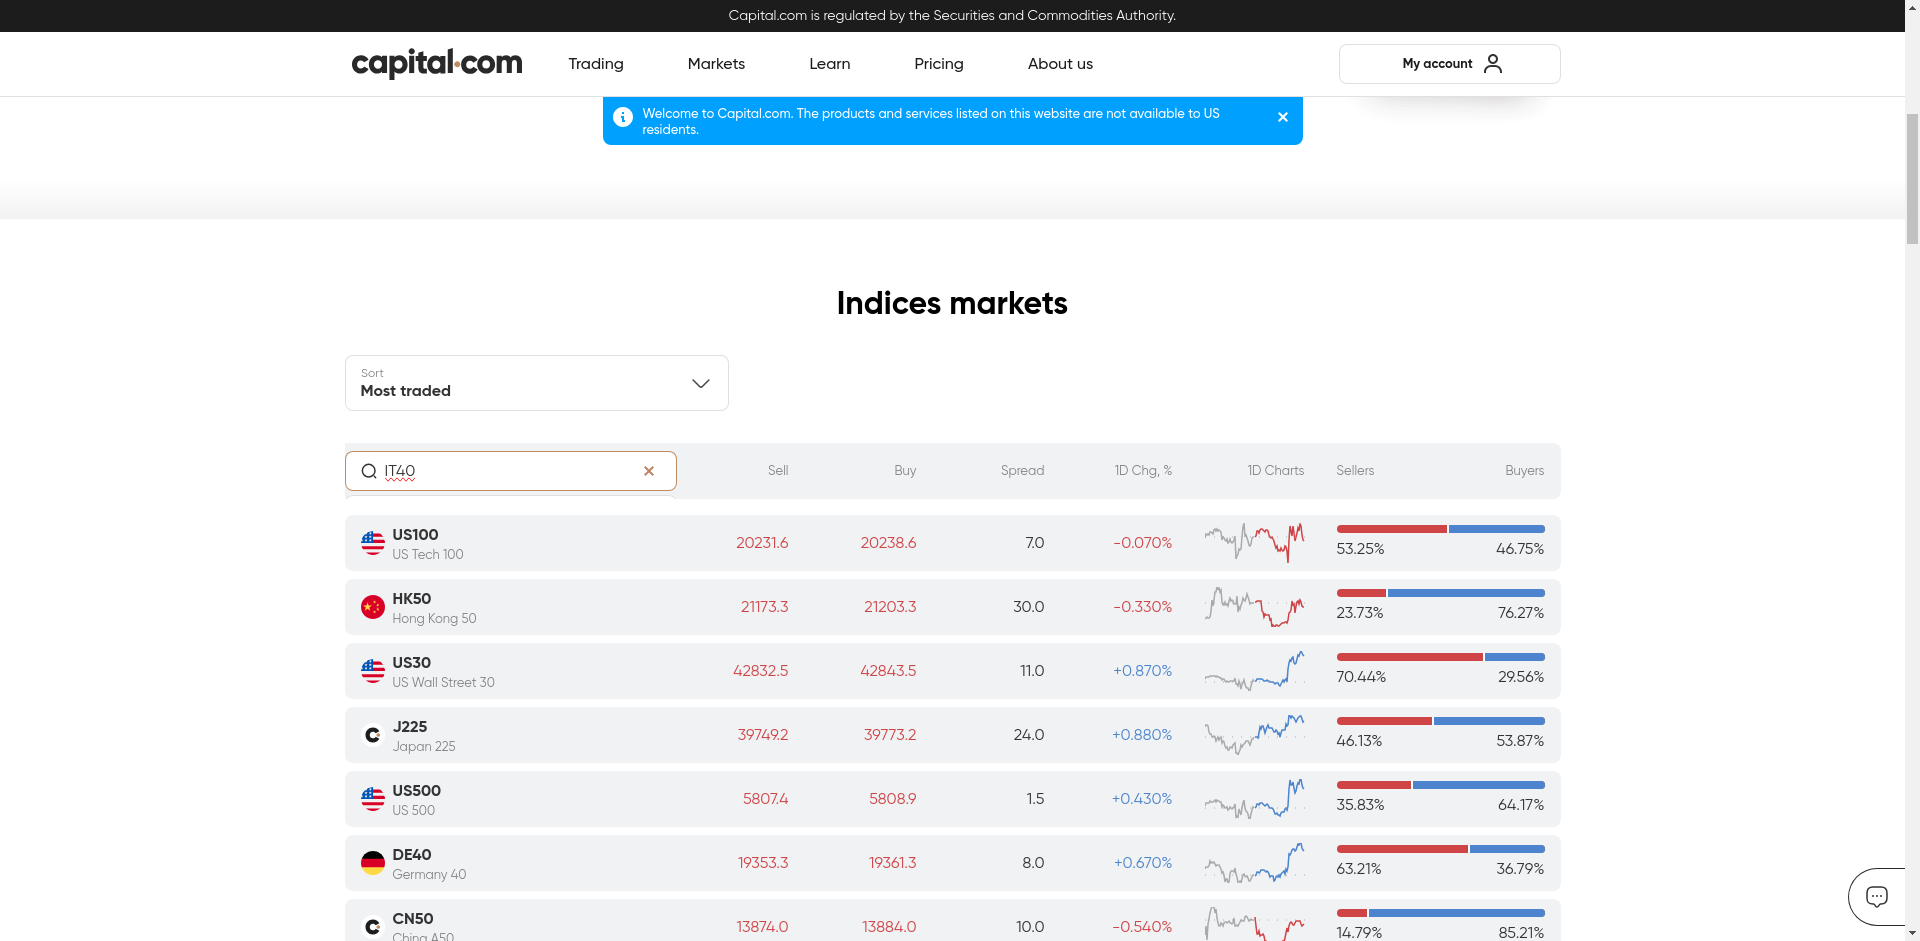 Capital.com is regulated by the Securities and Commodities Authority.
capital.com
Trading
Markets
Learn
Pricing
About us
My account
Welcome to Capital.com. The products and services listed on this website are not available to US
residents.
Indices markets
Sort
Most traded
IT40
Sell
Buy
Spread
1D Chg, %
1D Charts
Sellers
Buyers
US100
US Tech 100
20231.6
20238.6
7.0
-0.070%
53.25%
46.75%
HK50
Hong Kong 50
21173.3
21203.3
30.0
-0.330%
23.73%
76.27%
US30
US Wall Street 30
42832.5
42843.5
11.0
+0.870%
70.44%
29.56%
J225
Japan 225
39749.2
39773.2
24.0
+0.880%
46.13%
53.87%
US500
US 500
5807.4
5808.9
1.5
+0.430%
35.83%
64.17%
DE40
Germany 40
19353.3
19361.3
8.0
+0.670%
63.21%
36.79%
CN50
China A50
13874.0
13884.0
10.0
-0.540%
14.79%
85.21%